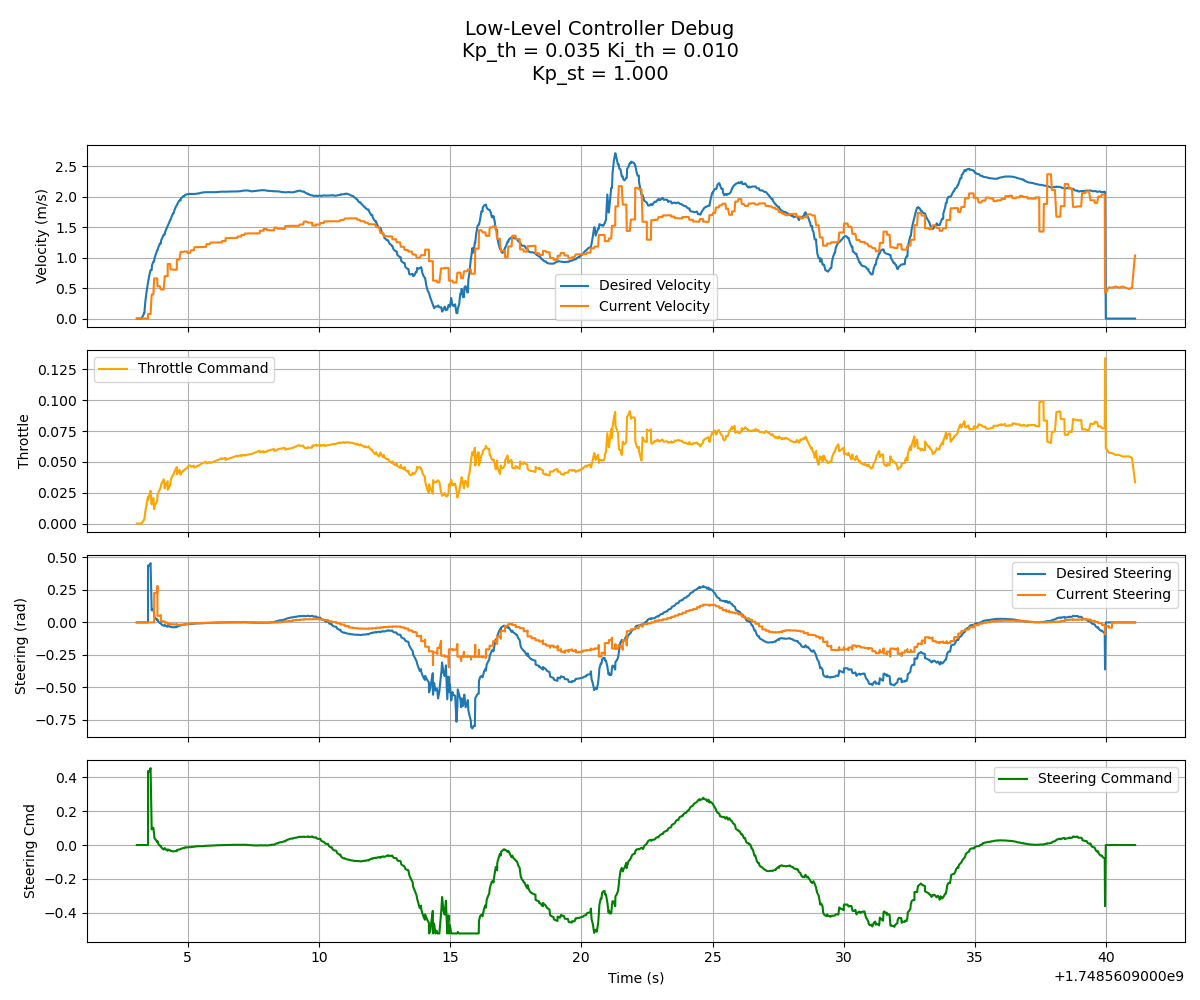 Low-Level Controller Debug
Kp_th = 0.035 Ki_th = 0.010
Kp_st = 1.000
Velocity (m/s)
2.5
2.0
1.5
1.0
0.5
0.0
Desired Velocity
Current Velocity
Throttle
0.125
0.100
0.075
0.050
0.025
0.000
Throttle Command
Steering (rad)
0.50
0.25
0.00
−0.25
−0.50
−0.75
Desired Steering
Current Steering
Steering Cmd
0.4
0.2
0.0
−0.2
−0.4
Steering Command
5 10 15 20 25 30 35 40
Time (s)
+1.7485609000e9